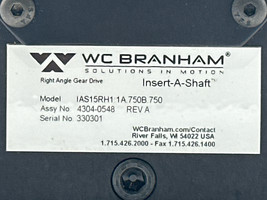 WC BRANHAM™
SOLUTIONS IN MOTION
Right Angle Gear Drive Insert-A-Shaft™
Model IAS15RH1:1A.750B.750
Assy No. 4304-0548 REV A
Serial No. 330301
WCBranham.com/Contact
River Falls, WI 54022 USA
1.715.426.2000 - Fax 1.715.426.1400